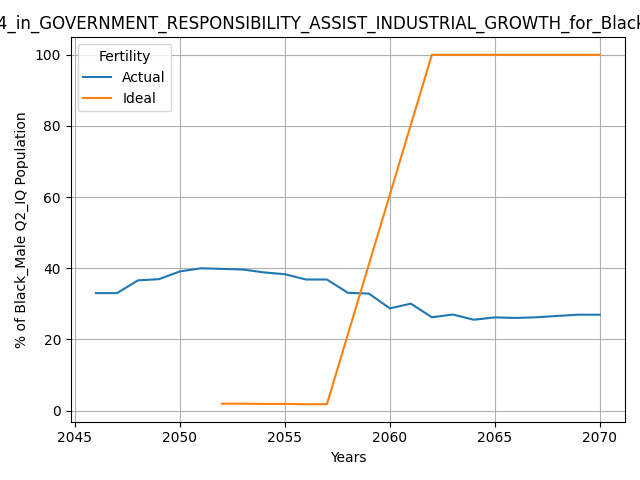 4_in_GOVERNMENT_RESPONSIBILITY_ASSIST_INDUSTRIAL_GROWTH_for_Black
Fertility
Actual
Ideal
100
80
60
40
20
0
% of Black_Male Q2_IQ Population
2045
2050
2055
2060
2065
2070
Years